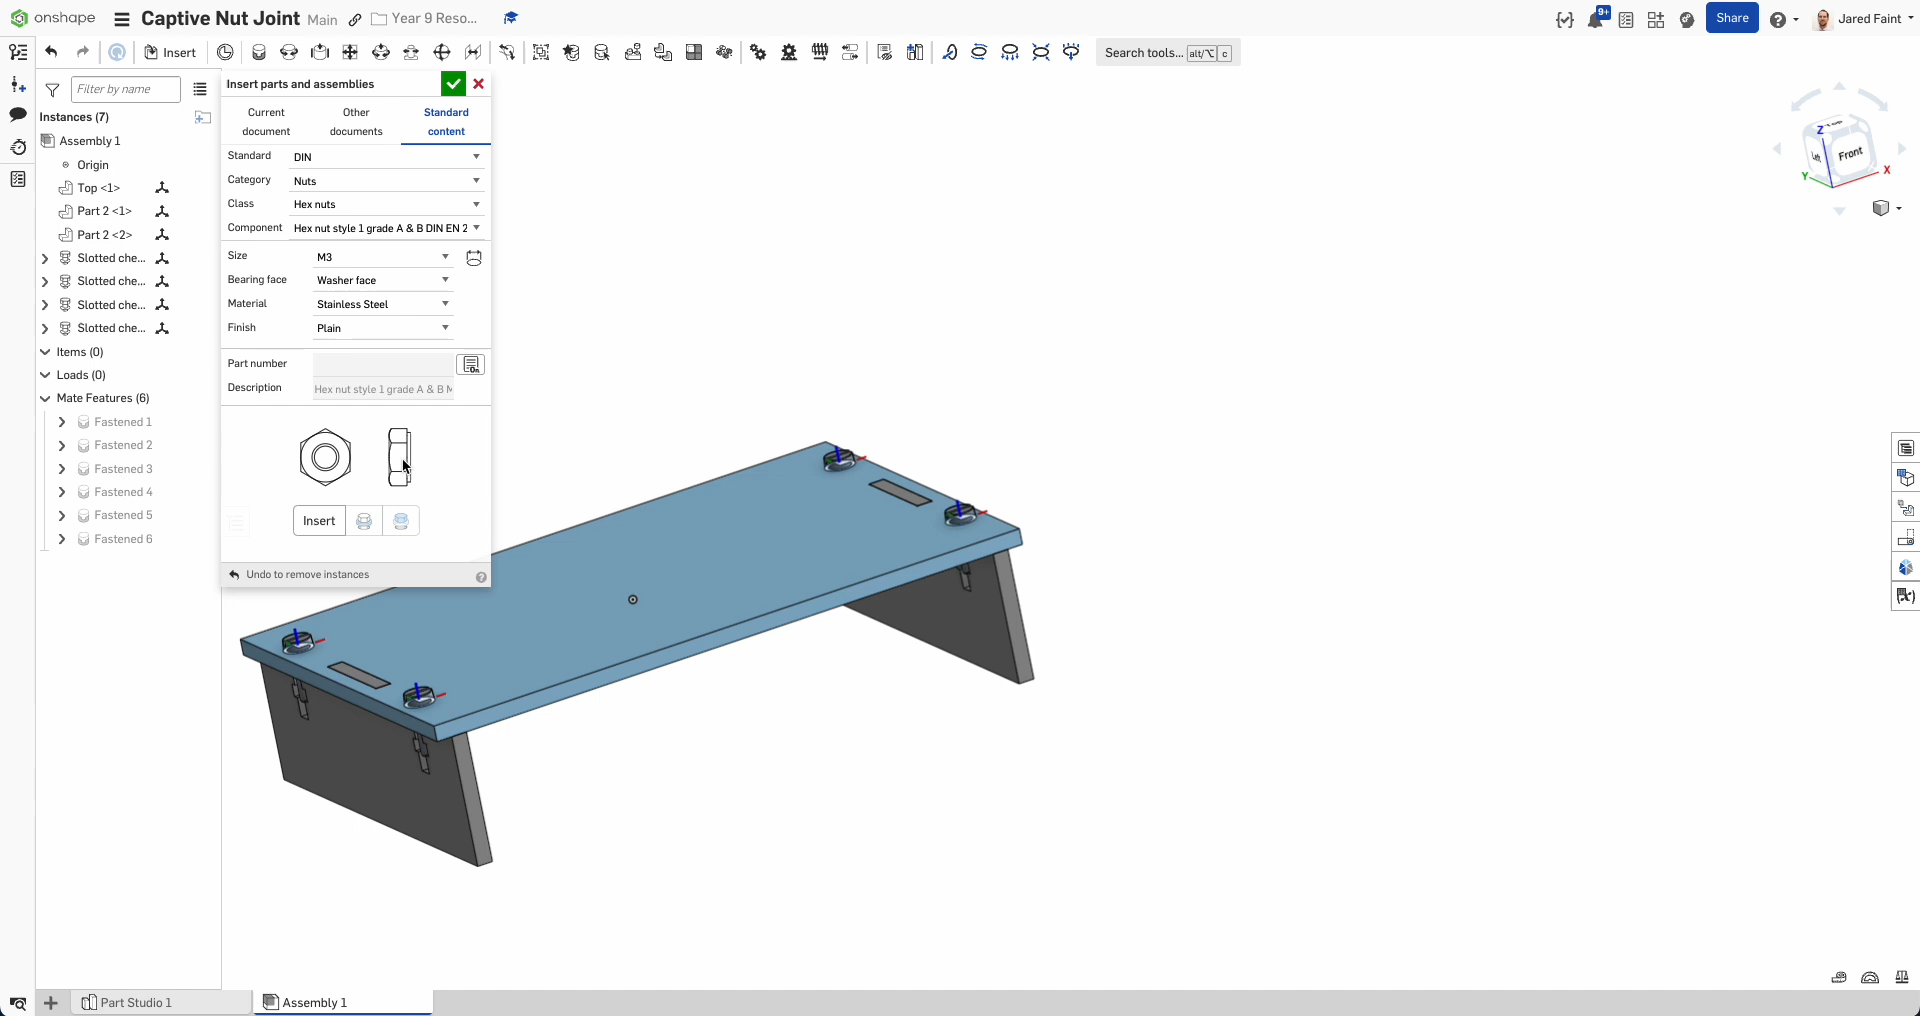 onshape
Captive Nut Joint Main Year 9 Reso...
9+
Share
Jared Faint
Insert
Search tools... alt/⌥ c
Filter by name
Instances (7)
Assembly 1
Origin
Top <1>
Part 2 <1>
Part 2 <2>
Slotted che...
Slotted che...
Slotted che...
Slotted che...
Items (0)
Loads (0)
Mate Features (6)
Fastened 1
Fastened 2
Fastened 3
Fastened 4
Fastened 5
Fastened 6
Insert parts and assemblies
Current document
Other documents
Standard content
Standard DIN
Category Nuts
Class Hex nuts
Component Hex nut style 1 grade A & B DIN EN 2
Size M3
Bearing face Washer face
Material Stainless Steel
Finish Plain
Part number
Description Hex nut style 1 grade A & B M
Insert
Undo to remove instances
Z
Top
Left
Front
X
Y
Part Studio 1
Assembly 1